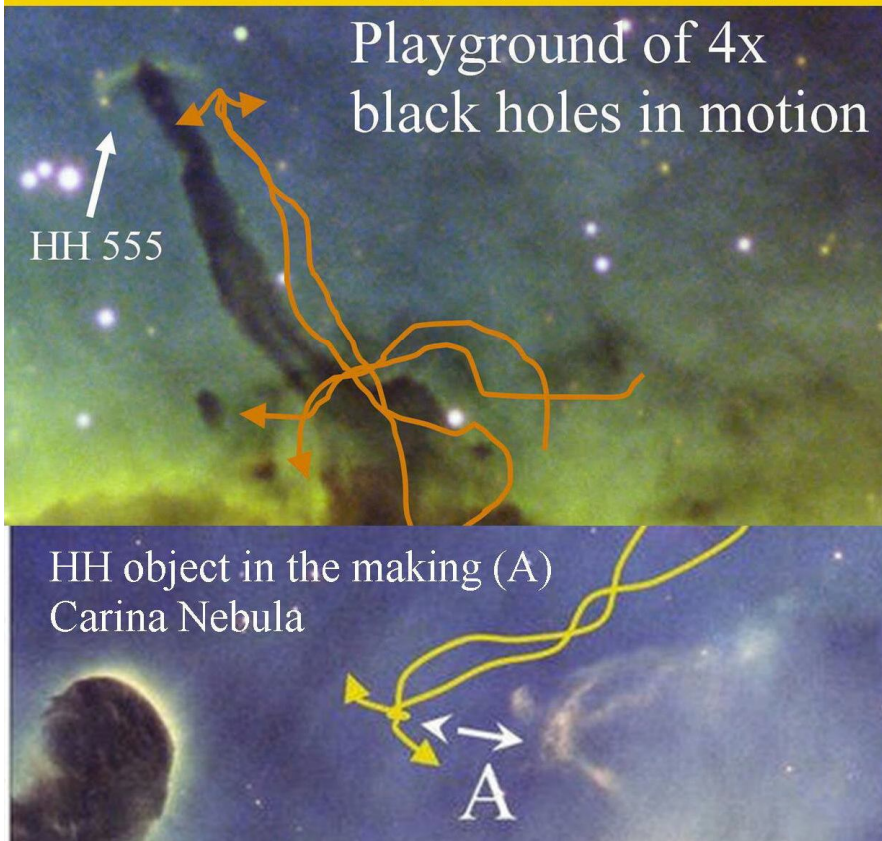 Playground of 4x
black holes in motion
HH 555
HH object in the making (A)
Carina Nebula
A